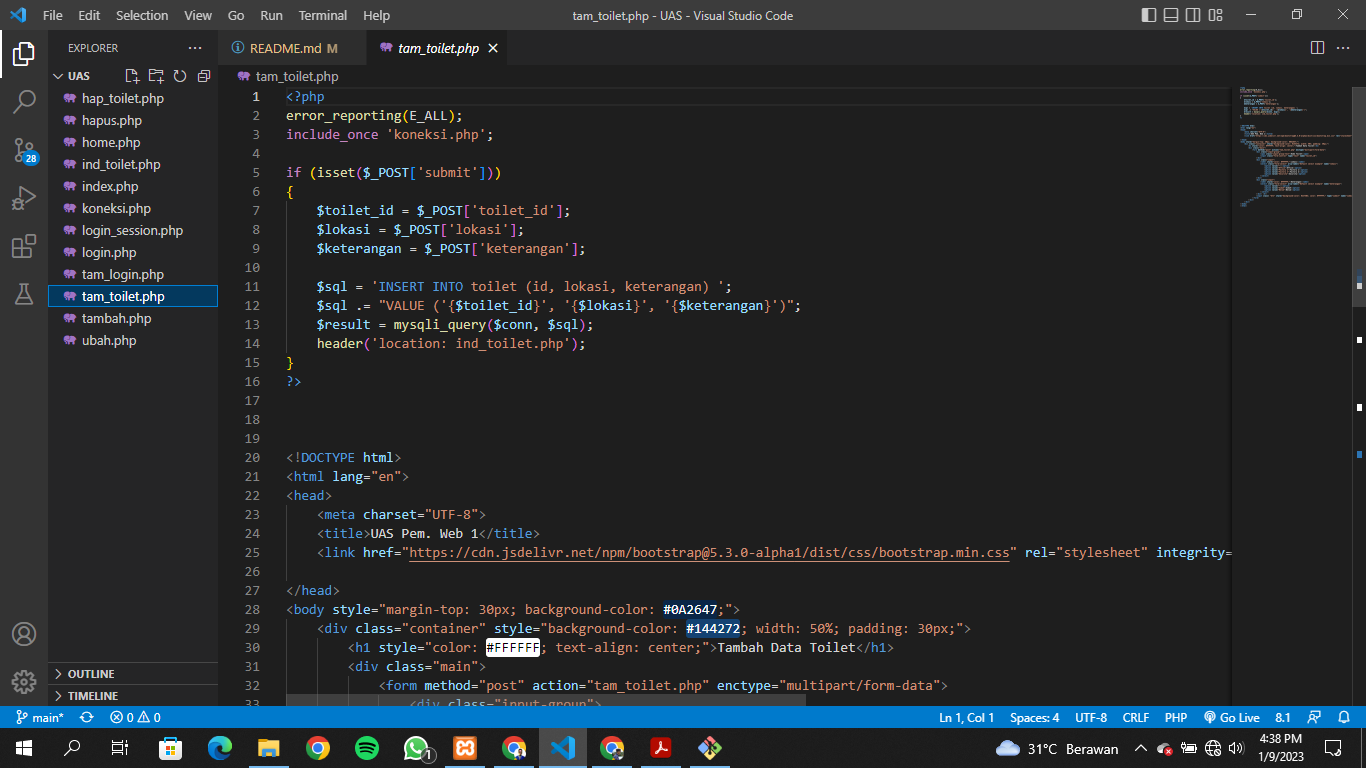 File Edit Selection View Go Run Terminal Help
tam_toilet.php - UAS - Visual Studio Code
EXPLORER
README.md M
tam_toilet.php
UAS
tam_toilet.php
hap_toilet.php
hapus.php
home.php
ind_toilet.php
index.php
koneksi.php
login_session.php
login.php
tam_login.php
tam_toilet.php
tambah.php
ubah.php
28
OUTLINE
TIMELINE
1 <?php
2 error_reporting(E_ALL);
3 include_once 'koneksi.php';
4
5 if (isset($_POST['submit']))
6 {
7     $toilet_id = $_POST['toilet_id'];
8     $lokasi = $_POST['lokasi'];
9     $keterangan = $_POST['keterangan'];
10
11     $sql = 'INSERT INTO toilet (id, lokasi, keterangan) ';
12     $sql .= "VALUE ('{$toilet_id}', '{$lokasi}', '{$keterangan}')";
13     $result = mysqli_query($conn, $sql);
14     header('location: ind_toilet.php');
15 }
16 ?>
17
18
19
20 <!DOCTYPE html>
21 <html lang="en">
22 <head>
23     <meta charset="UTF-8">
24     <title>UAS Pem. Web 1</title>
25     <link href="https://cdn.jsdelivr.net/npm/bootstrap@5.3.0-alpha1/dist/css/bootstrap.min.css" rel="stylesheet" integrity=
26
27 </head>
28 <body style="margin-top: 30px; background-color: #0A2647;">
29     <div class="container" style="background-color: #144272; width: 50%; padding: 30px;">
30         <h1 style="color: #FFFFFF; text-align: center;">Tambah Data Toilet</h1>
31         <div class="main">
32             <form method="post" action="tam_toilet.php" enctype="multipart/form-data">
33                 <div class="input-group">
main* 0 0 Ln 1, Col 1 Spaces: 4 UTF-8 CRLF PHP Go Live 8.1
1
31°C Berawan
4:38 PM
1/9/2023